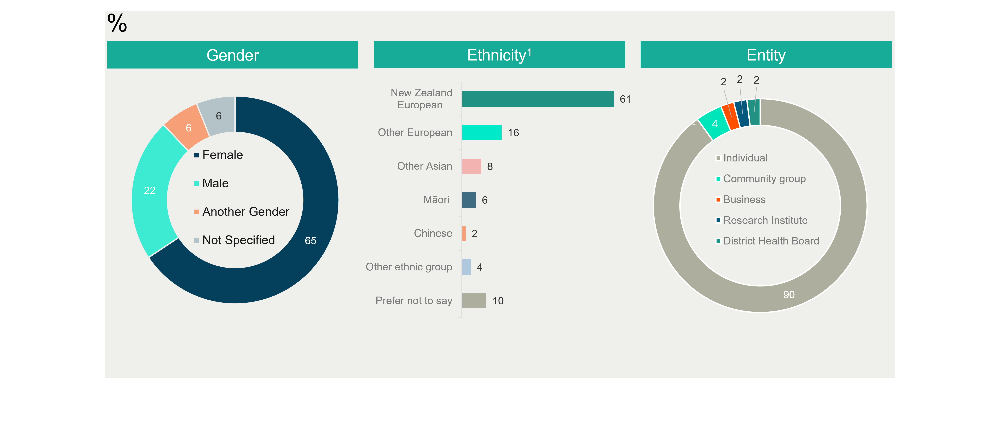 %
Gender
65
22
6
6
Female
Male
Another Gender
Not Specified
Ethnicity1
New Zealand
European
61
Other European
16
Other Asian
8
Māori
6
Chinese
2
Other ethnic group
4
Prefer not to say
10
Entity
2
2
2
4
-
90
Individual
Community group
Business
Research Institute
District Health Board